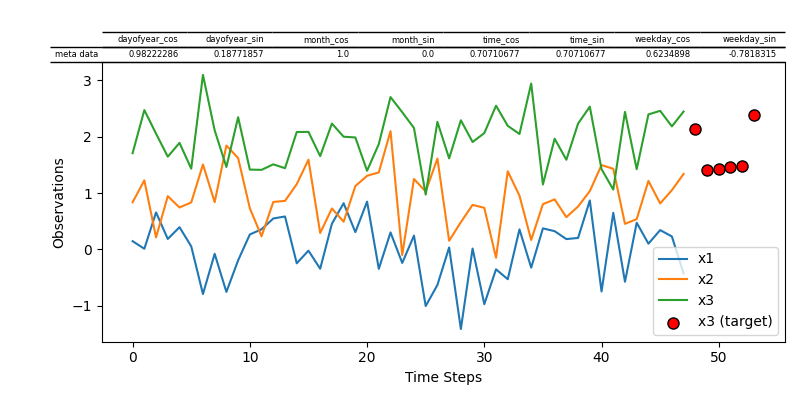 dayofyear_cos dayofyear_sin month_cos month_sin time_cos time_sin weekday_cos weekday_sin
meta data 0.98222286 0.18771857 1.0 0.0 0.70710677 0.70710677 0.6234898 -0.7818315
3
2
1
0
−1
Observations
x1
x2
x3
x3 (target)
0 10 20 30 40 50
Time Steps